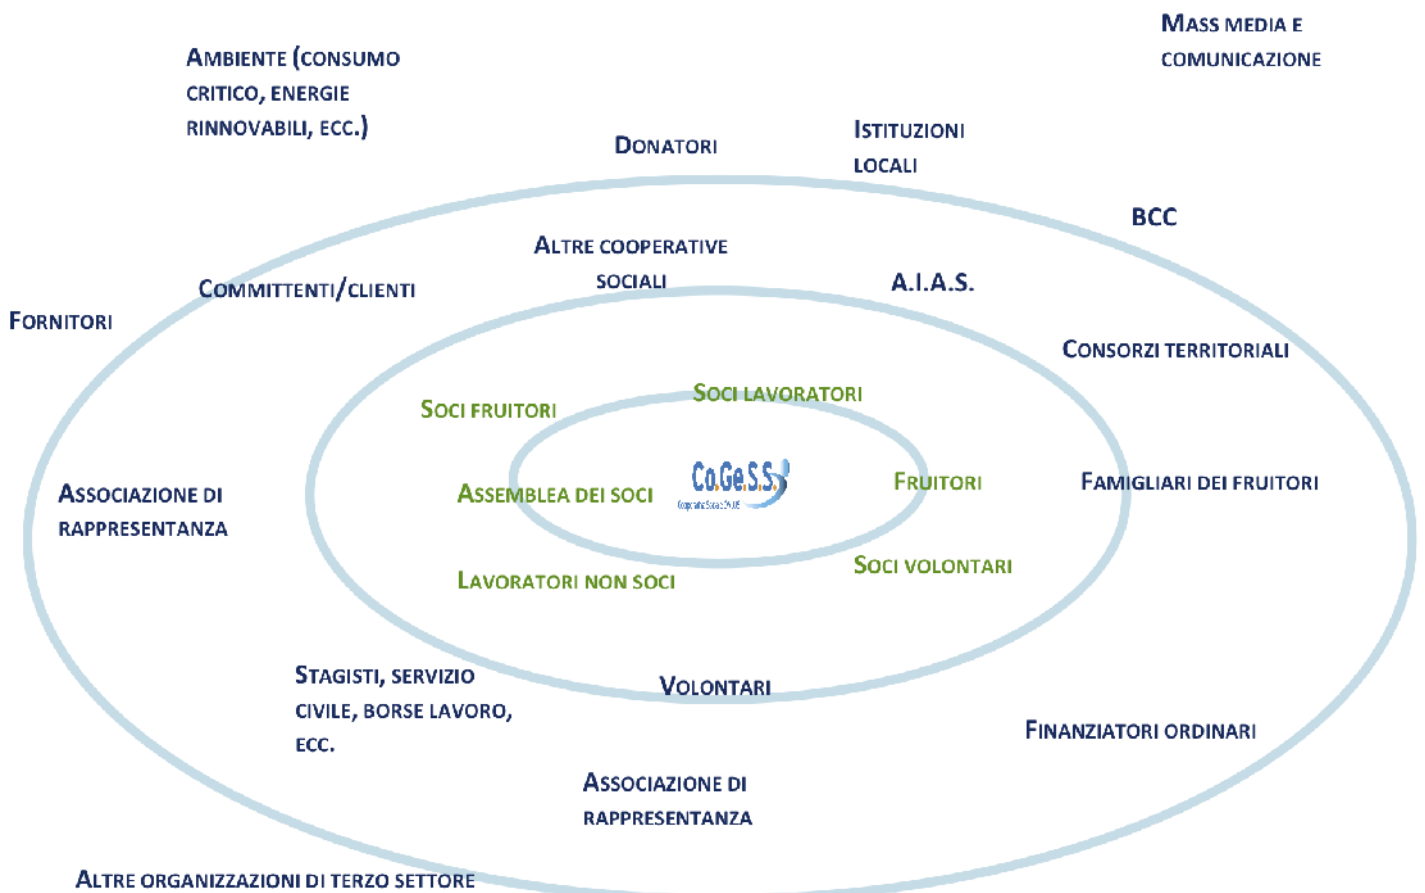 MASS MEDIA E
COMUNICAZIONE
AMBIENTE (CONSUMO
CRITICO, ENERGIE
RINNOVABILI, ECC.)
DONATORI
ISTITUZIONI
LOCALI
BCC
ALTRE COOPERATIVE
SOCIALI
A.I.A.S.
COMMITTENTI/CLIENTI
FORNITORI
CONSORZI TERRITORIALI
SOCI LAVORATORI
SOCI FRUITORI
Co.Ge.S.S.
Cooperativa Sociale ONLUS
FRUITORI
FAMIGLIARI DEI FRUITORI
ASSEMBLEA DEI SOCI
ASSOCIAZIONE DI
RAPPRESENTANZA
SOCI VOLONTARI
LAVORATORI NON SOCI
STAGISTI, SERVIZIO
CIVILE, BORSE LAVORO,
ECC.
VOLONTARI
FINANZIATORI ORDINARI
ASSOCIAZIONE DI
RAPPRESENTANZA
ALTRE ORGANIZZAZIONI DI TERZO SETTORE